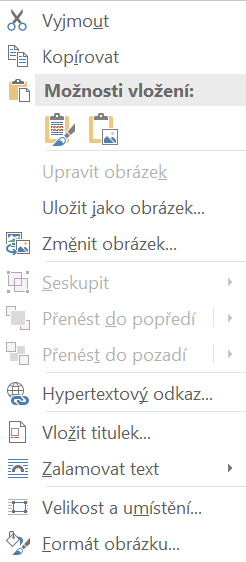 Vyjmout
Kopírovat
Možnosti vložení:
Upravit obrázek
Uložit jako obrázek...
Změnit obrázek...
Seskupit
Přenést do popředí
Přenést do pozadí
Hypertextový odkaz...
Vložit titulek...
Zalamovat text
Velikost a umístění...
Formát obrázku...